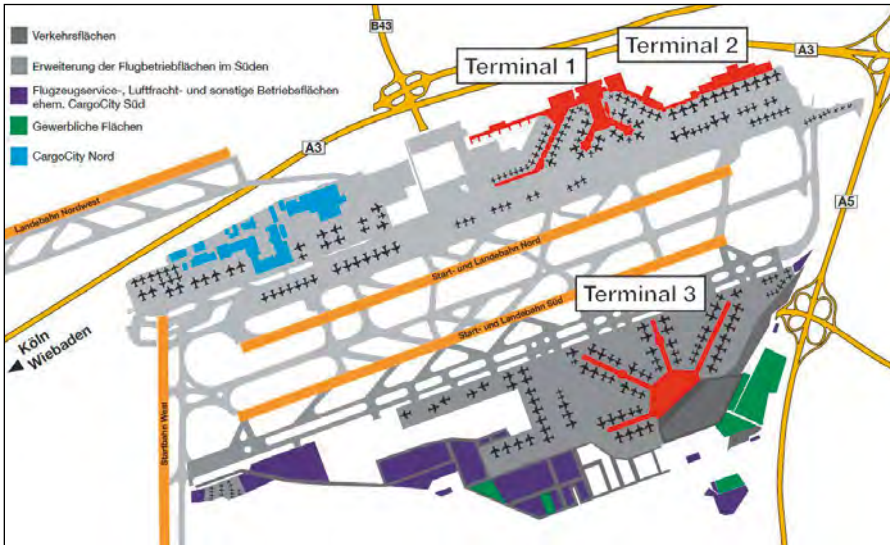 Verkehrsflächen
Erweiterung der Flugbetriebflächen im Süden
Flugzeugservice-, Luftfracht- und sonstige Betriebsflächen
ehem. CargoCity Süd
Gewerbliche Flächen
CargoCity Nord
B43
Terminal 1
Terminal 2
A3
A3
A5
Landebahn Nordwest
Start- und Landebahn Nord
Terminal 3
Start- und Landebahn Süd
Köln
Wiebaden
Startbahn West